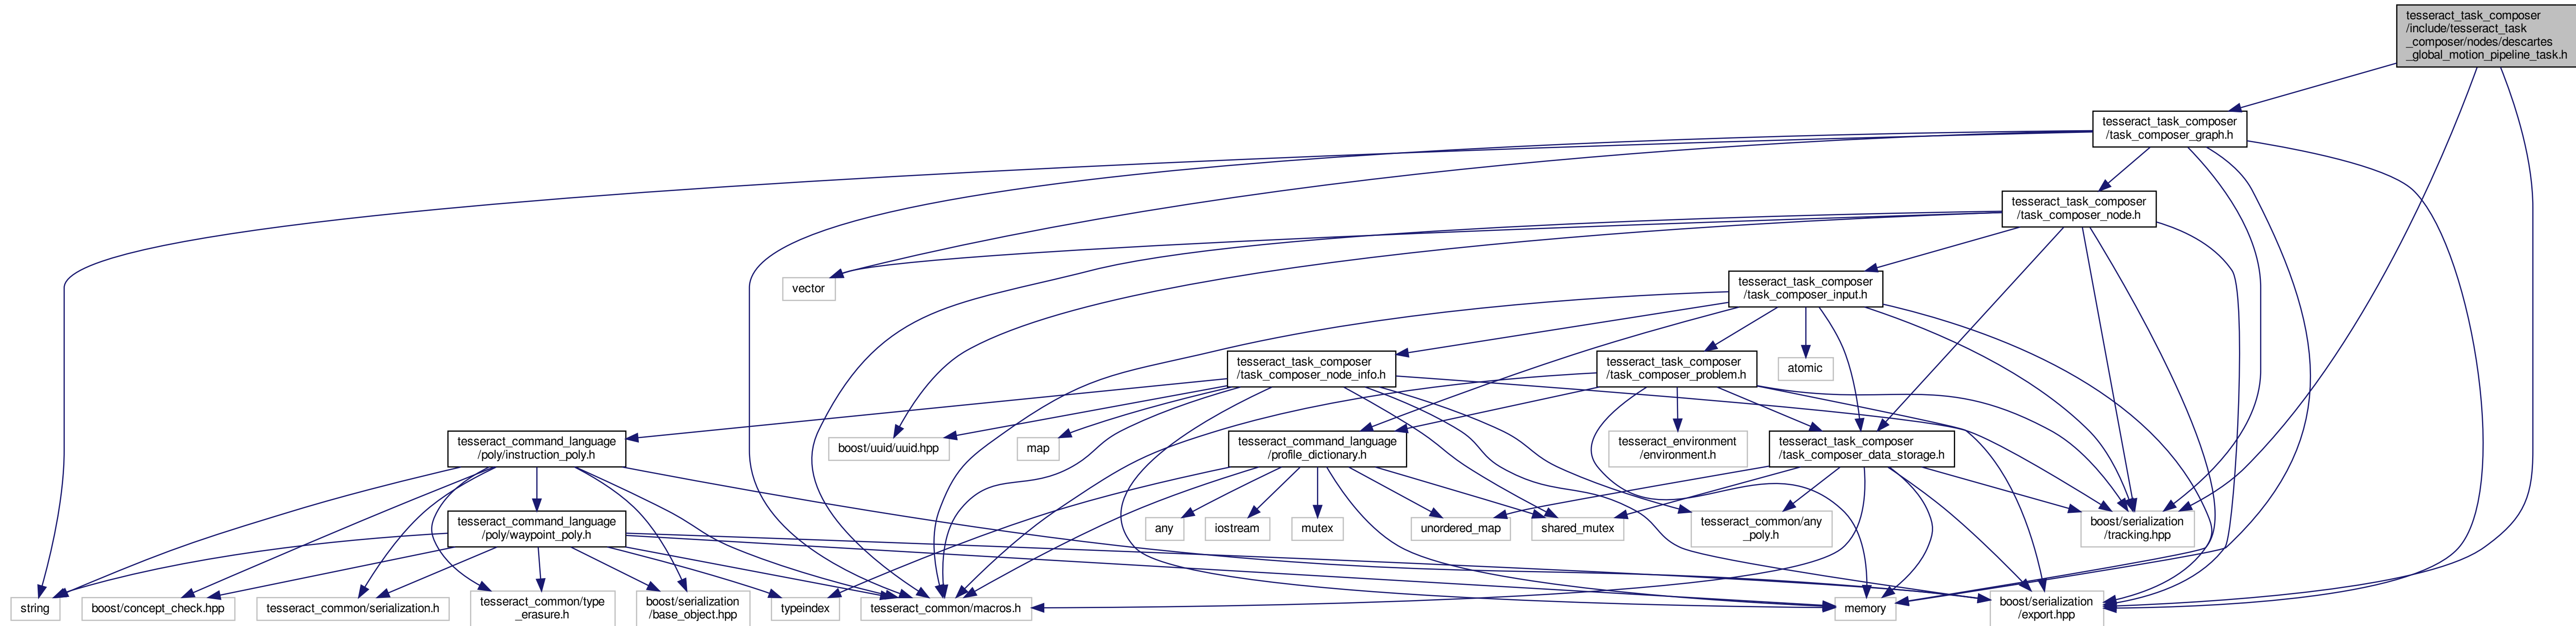 tesseract_task_composer
/include/tesseract_task
_composer/nodes/descartes
_global_motion_pipeline_task.h
tesseract_task_composer
/task_composer_graph.h
tesseract_task_composer
/task_composer_node.h
vector
tesseract_task_composer
/task_composer_input.h
tesseract_task_composer
/task_composer_node_info.h
tesseract_task_composer
/task_composer_problem.h
atomic
tesseract_command_language
/poly/instruction_poly.h
boost/uuid/uuid.hpp
map
tesseract_command_language
/profile_dictionary.h
tesseract_environment
/environment.h
tesseract_task_composer
/task_composer_data_storage.h
tesseract_command_language
/poly/waypoint_poly.h
any
iostream
mutex
unordered_map
shared_mutex
tesseract_common/any
_poly.h
boost/serialization
/tracking.hpp
string
boost/concept_check.hpp
tesseract_common/serialization.h
tesseract_common/type
_erasure.h
boost/serialization
/base_object.hpp
typeindex
tesseract_common/macros.h
memory
boost/serialization
/export.hpp